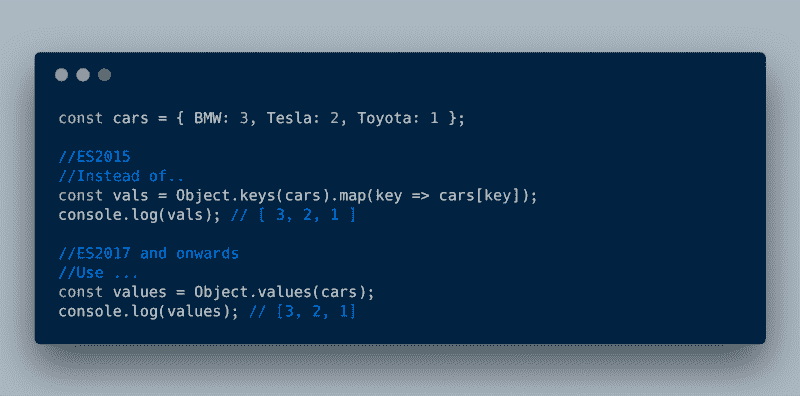 const cars = { BMW: 3, Tesla: 2, Toyota: 1 };
//ES2015
//Instead of..
const vals = Object.keys(cars).map(key => cars[key]);
console.log(vals); // [ 3, 2, 1 ]
//ES2017 and onwards
//Use ...
const values = Object.values(cars);
console.log(values); // [3, 2, 1]